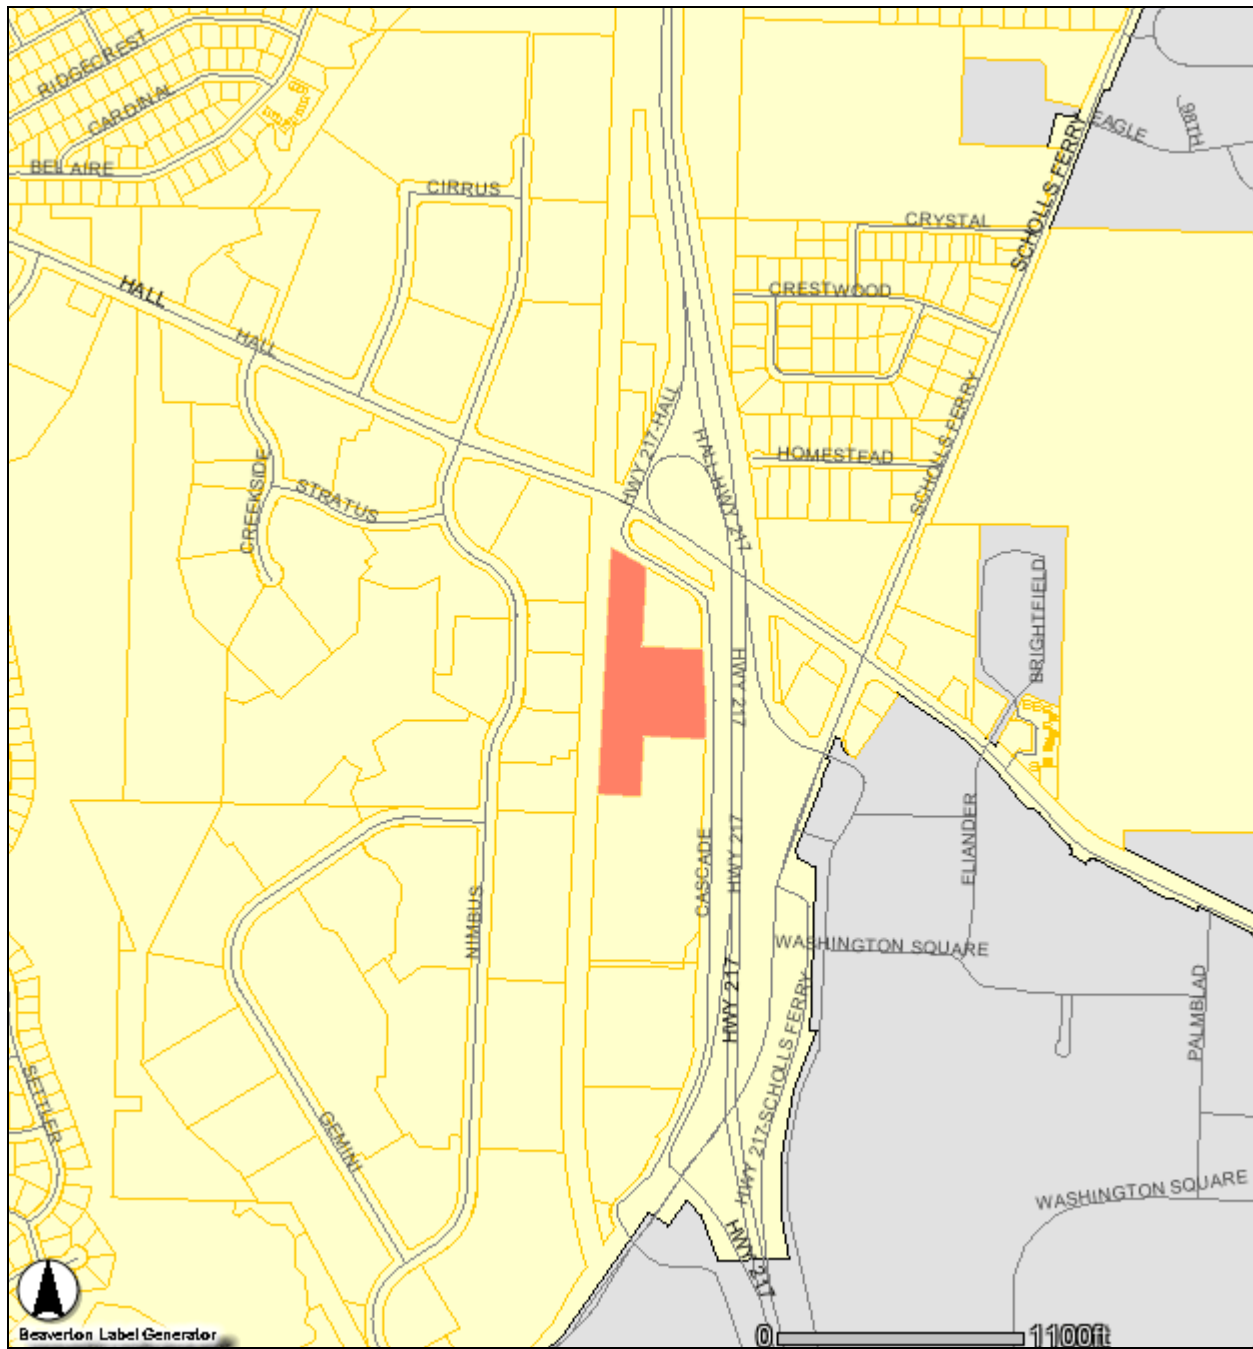 RIDGECREST
CARDINAL
BEL AIRE
CIRRUS
EAGLE
98TH
SCHOLLS FERRY
CRYSTAL
CRESTWOOD
HALL
HALL
HWY 217-HALL
HALL-HWY 217
HOMESTEAD
SCHOLLS FERRY
CREEKSIDE
STRATUS
BRIGHTFIELD
HWY 217
HWY 217
CASCADE
ELIANDER
NIMBUS
WASHINGTON SQUARE
HWY 217
HWY 217-SCHOLLS FERRY
PALMBLAD
SETTLER
GEMINI
WASHINGTON SQUARE
HWY 217
Beaverton Label Generator
0 1100ft